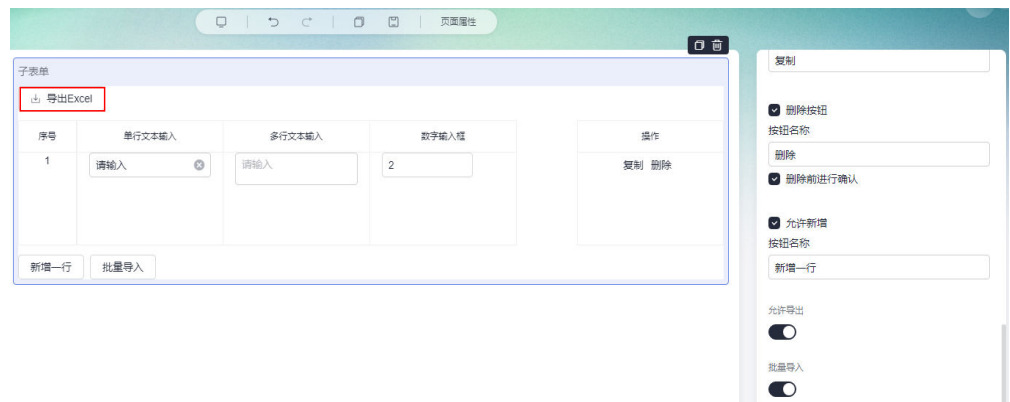 页面属性
子表单
导出Excel
序号 单行文本输入 多行文本输入 数字输入框 操作
1 请输入 请输入 2 复制 删除
新增一行 批量导入
复制
删除按钮
按钮名称
删除
删除前进行确认
允许新增
按钮名称
新增一行
允许导出
批量导入